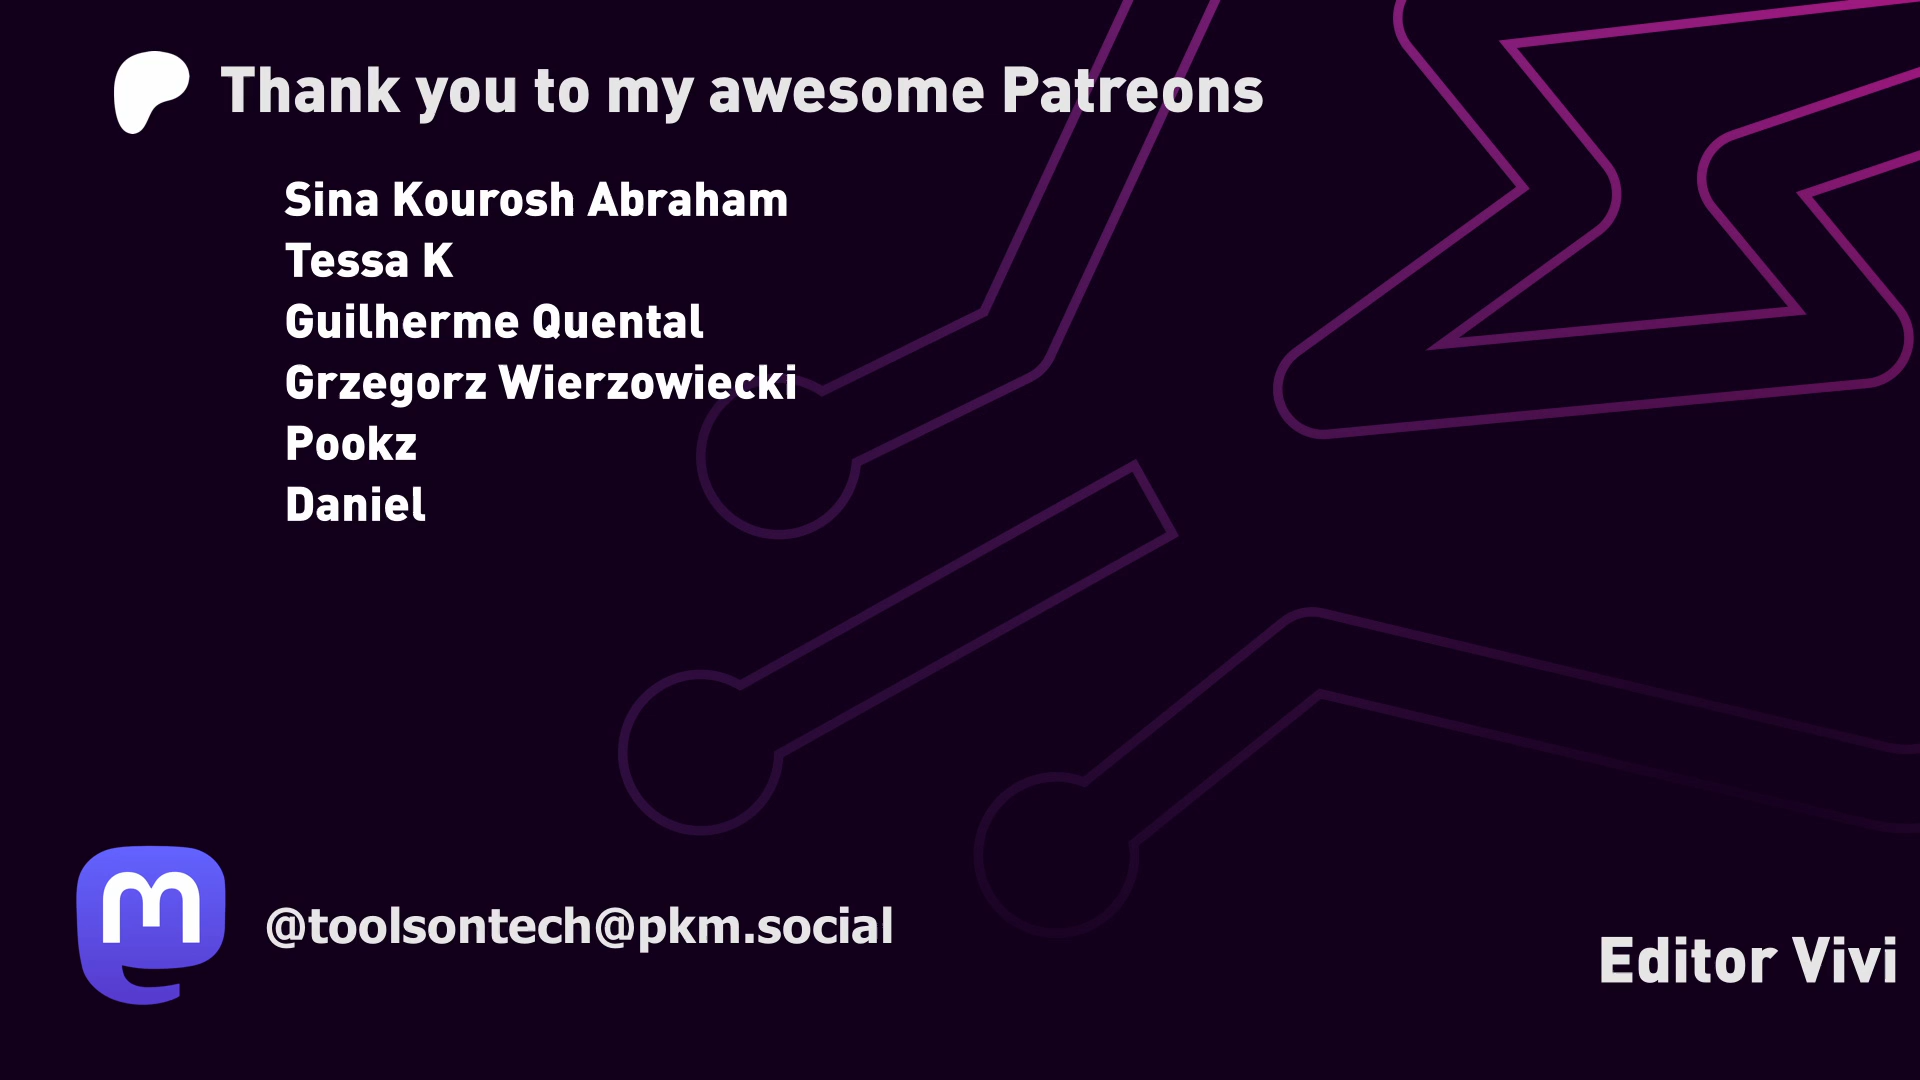 Thank you to my awesome Patreons
Sina Kourosh Abraham
Tessa K
Guilherme Quental
Grzegorz Wierzowiecki
Pookz
Daniel
@toolsontech@pkm.social
Editor Vivi